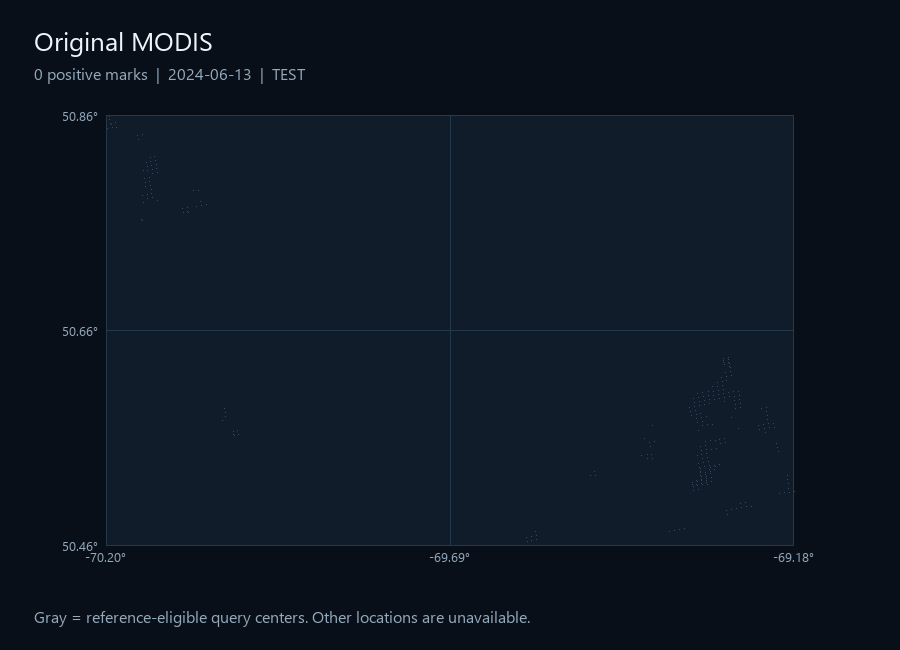 Original MODIS
0 positive marks | 2024-06-13 | TEST
50.86°
50.66°
50.46°
-70.20°
-69.69°
-69.18°
Gray = reference-eligible query centers. Other locations are unavailable.